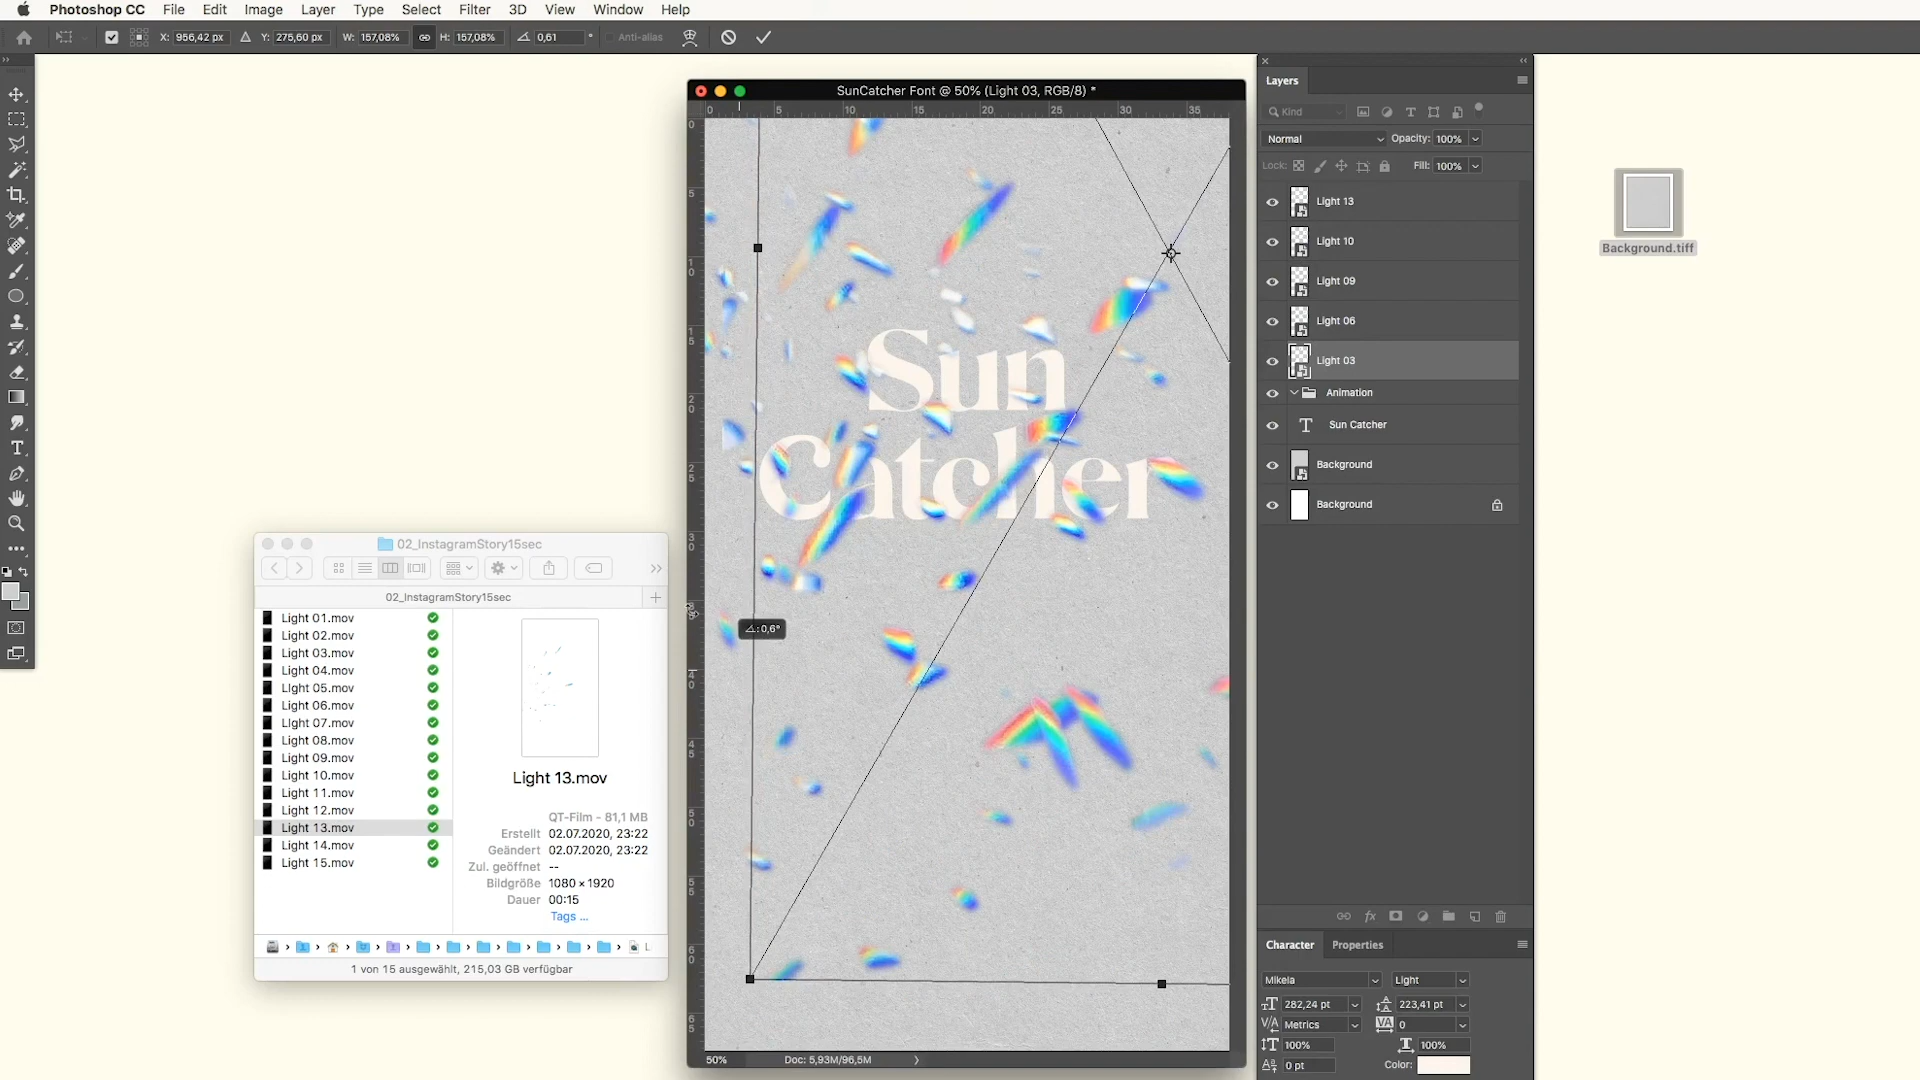 Photoshop CC File Edit Image Layer Type Select Filter 3D View Window Help
X: 956,42 px Y: 275,60 px W: 157,08% H: 157,08% 0,61 ° Anti-alias
SunCatcher Font @ 50% (Light 03, RGB/8) *
0 5 10 15 20 25 30 35
Sun
Catcher
∠: 0,6°
50% Doc: 5,93M/96,5M
02_InstagramStory15sec
02_InstagramStory15sec
Light 01.mov
Light 02.mov
Light 03.mov
Light 04.mov
Light 05.mov
Light 06.mov
Light 07.mov
Light 08.mov
Light 09.mov
Light 10.mov
Light 11.mov
Light 12.mov
Light 13.mov
Light 14.mov
Light 15.mov
Light 13.mov
QT-Film - 81,1 MB
Erstellt 02.07.2020, 23:22
Geändert 02.07.2020, 23:22
Zul. geöffnet --
Bildgröße 1080 × 1920
Dauer 00:15
Tags ...
L
1 von 15 ausgewählt, 215,03 GB verfügbar
Layers
Kind
Normal Opacity: 100%
Lock: Fill: 100%
Light 13
Light 10
Light 09
Light 06
Light 03
Animation
T Sun Catcher
Background
Background
Character Properties
Mikela Light
282,24 pt 223,41 pt
Metrics 0
100% 100%
0 pt Color:
Background.tiff